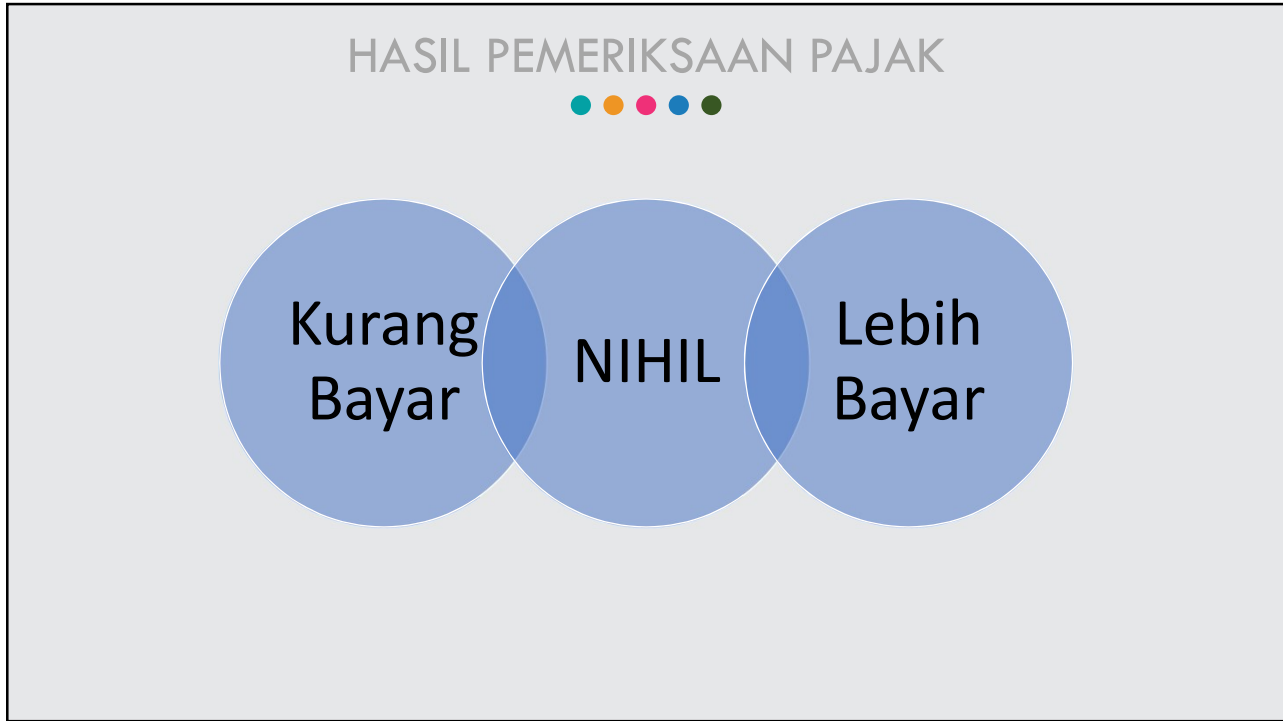 HASIL PEMERIKSAAN PAJAK
Kurang
Bayar
NIHIL
Lebih
Bayar